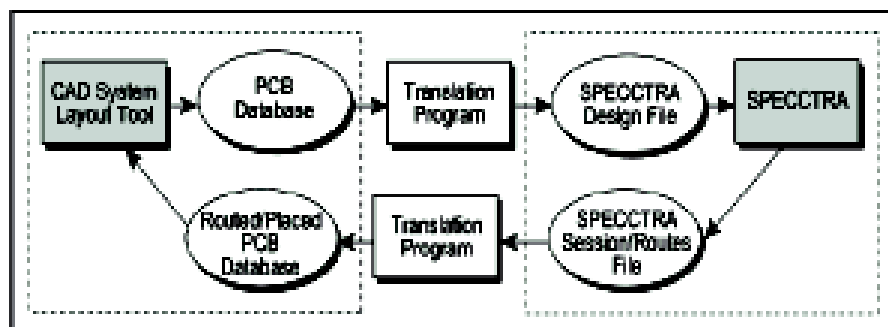 CAD System
Layout Tool
PCB
Database
Translation
Program
SPECCTRA
Design File
SPECCTRA
Routed/Placed
PCB
Database
Translation
Program
SPECCTRA
Session/Routes
File